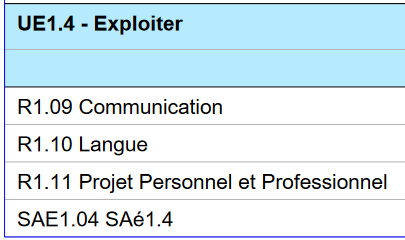 UE1.4 - Exploiter
R1.09 Communication
R1.10 Langue
R1.11 Projet Personnel et Professionnel
SAE1.04 SAé1.4